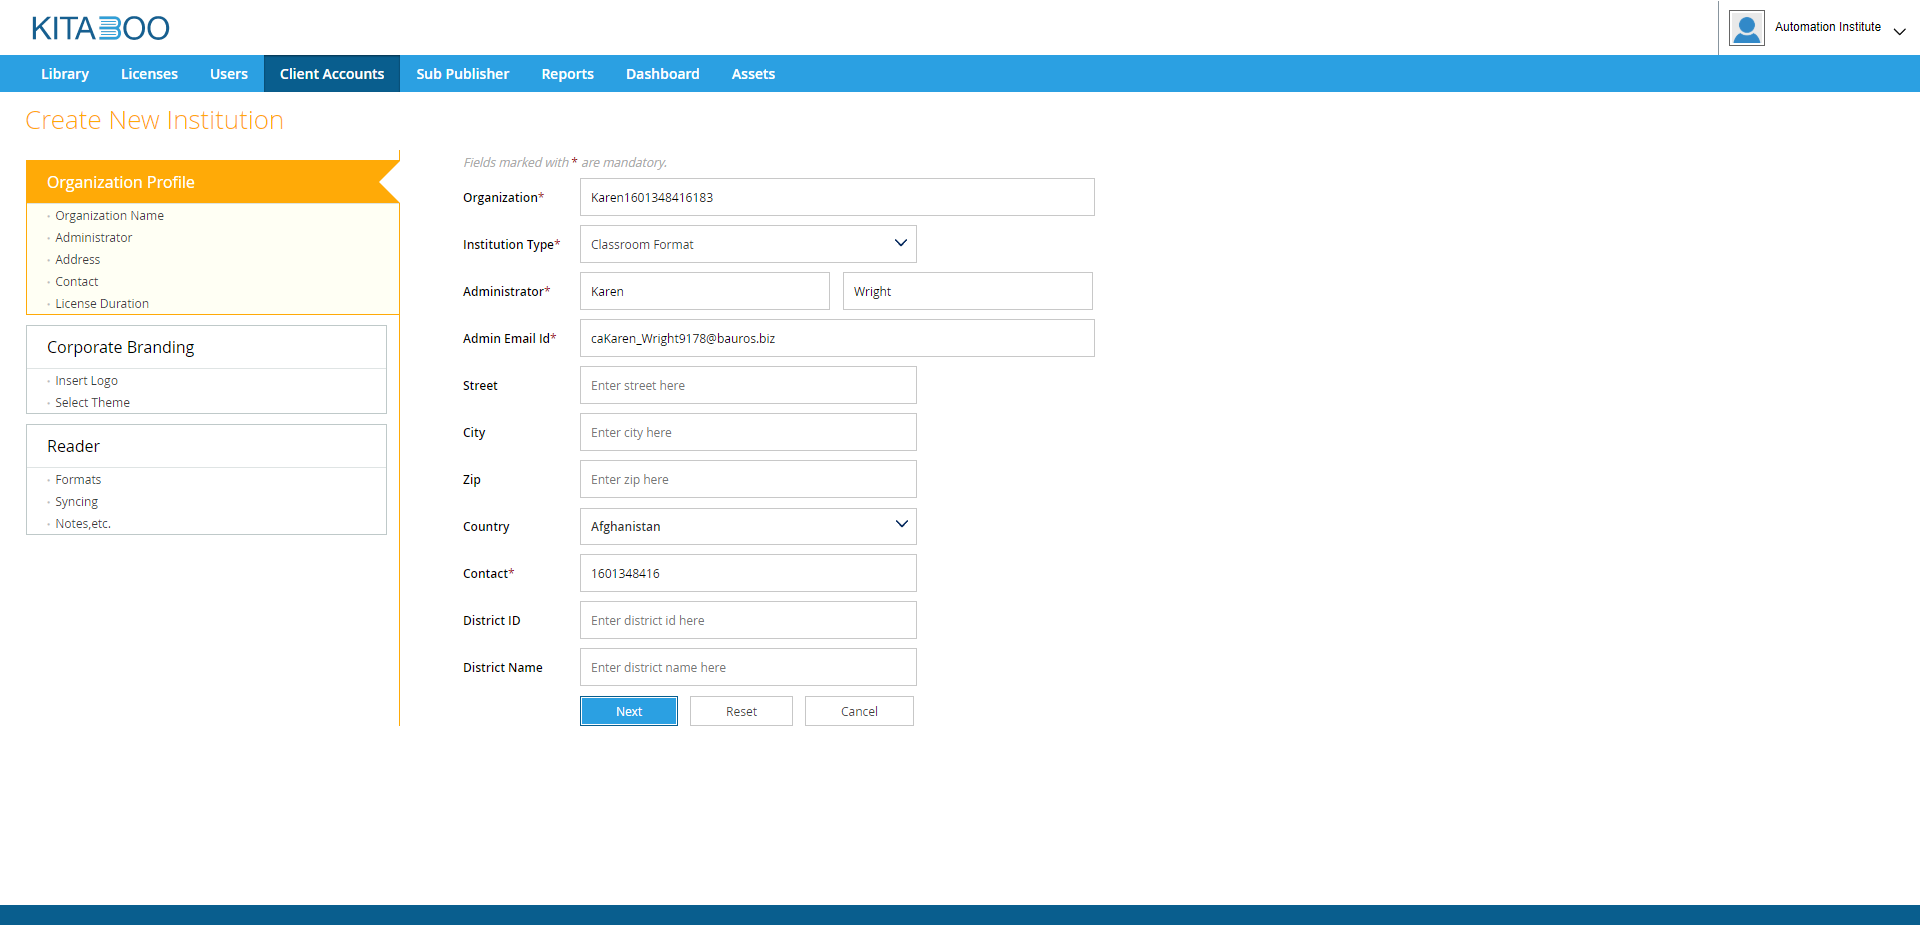 KITABOO
Automation Institute
Library Licenses Users Client Accounts Sub Publisher Reports Dashboard Assets
Create New Institution
Organization Profile
Organization Name
Administrator
Address
Contact
License Duration
Corporate Branding
Insert Logo
Select Theme
Reader
Formats
Syncing
Notes,etc.
Fields marked with * are mandatory.
Organization* Karen1601348416183
Institution Type* Classroom Format
Administrator* Karen Wright
Admin Email Id* caKaren_Wright9178@bauros.biz
Street Enter street here
City Enter city here
Zip Enter zip here
Country Afghanistan
Contact* 1601348416
District ID Enter district id here
District Name Enter district name here
Next Reset Cancel